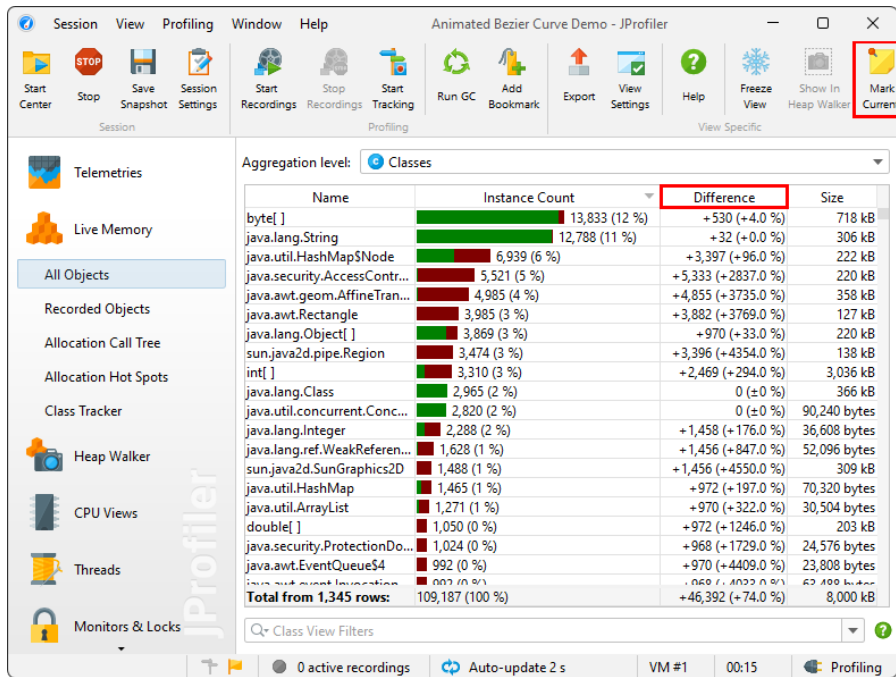 Session View Profiling Window Help Animated Bezier Curve Demo - JProfiler
Start Center
Stop
Save Snapshot
Session Settings
Start Recordings
Stop Recordings
Start Tracking
Run GC
Add Bookmark
Export
View Settings
Help
Freeze View
Show In Heap Walker
Mark Current
Session Profiling View Specific
Telemetries
Live Memory
All Objects
Recorded Objects
Allocation Call Tree
Allocation Hot Spots
Class Tracker
Heap Walker
CPU Views
Threads
Monitors & Locks
JProfiler
Aggregation level: Classes
Name Instance Count Difference Size
byte[ ] 13,833 (12 %) +530 (+4.0 %) 718 kB
java.lang.String 12,788 (11 %) +32 (+0.0 %) 306 kB
java.util.HashMap$Node 6,939 (6 %) +3,397 (+96.0 %) 222 kB
java.security.AccessContr... 5,521 (5 %) +5,333 (+2837.0 %) 220 kB
java.awt.geom.AffineTran... 4,985 (4 %) +4,855 (+3735.0 %) 358 kB
java.awt.Rectangle 3,985 (3 %) +3,882 (+3769.0 %) 127 kB
java.lang.Object[ ] 3,869 (3 %) +970 (+33.0 %) 220 kB
sun.java2d.pipe.Region 3,474 (3 %) +3,396 (+4354.0 %) 138 kB
int[ ] 3,310 (3 %) +2,469 (+294.0 %) 3,036 kB
java.lang.Class 2,965 (2 %) 0 (±0 %) 366 kB
java.util.concurrent.Conc... 2,820 (2 %) 0 (±0 %) 90,240 bytes
java.lang.Integer 2,288 (2 %) +1,458 (+176.0 %) 36,608 bytes
java.lang.ref.WeakReferen... 1,628 (1 %) +1,456 (+847.0 %) 52,096 bytes
sun.java2d.SunGraphics2D 1,488 (1 %) +1,456 (+4550.0 %) 309 kB
java.util.HashMap 1,465 (1 %) +972 (+197.0 %) 70,320 bytes
java.util.ArrayList 1,271 (1 %) +970 (+322.0 %) 30,504 bytes
double[ ] 1,050 (0 %) +972 (+1246.0 %) 203 kB
java.security.ProtectionDo... 1,024 (0 %) +968 (+1729.0 %) 24,576 bytes
java.awt.EventQueue$4 992 (0 %) +970 (+4409.0 %) 23,808 bytes
java.awt.event.Invocation... 992 (0 %) +968 (+4033.0 %) 63,488 bytes
Total from 1,345 rows: 109,187 (100 %) +46,392 (+74.0 %) 8,000 kB
Class View Filters
0 active recordings Auto-update 2 s VM #1 00:15 Profiling